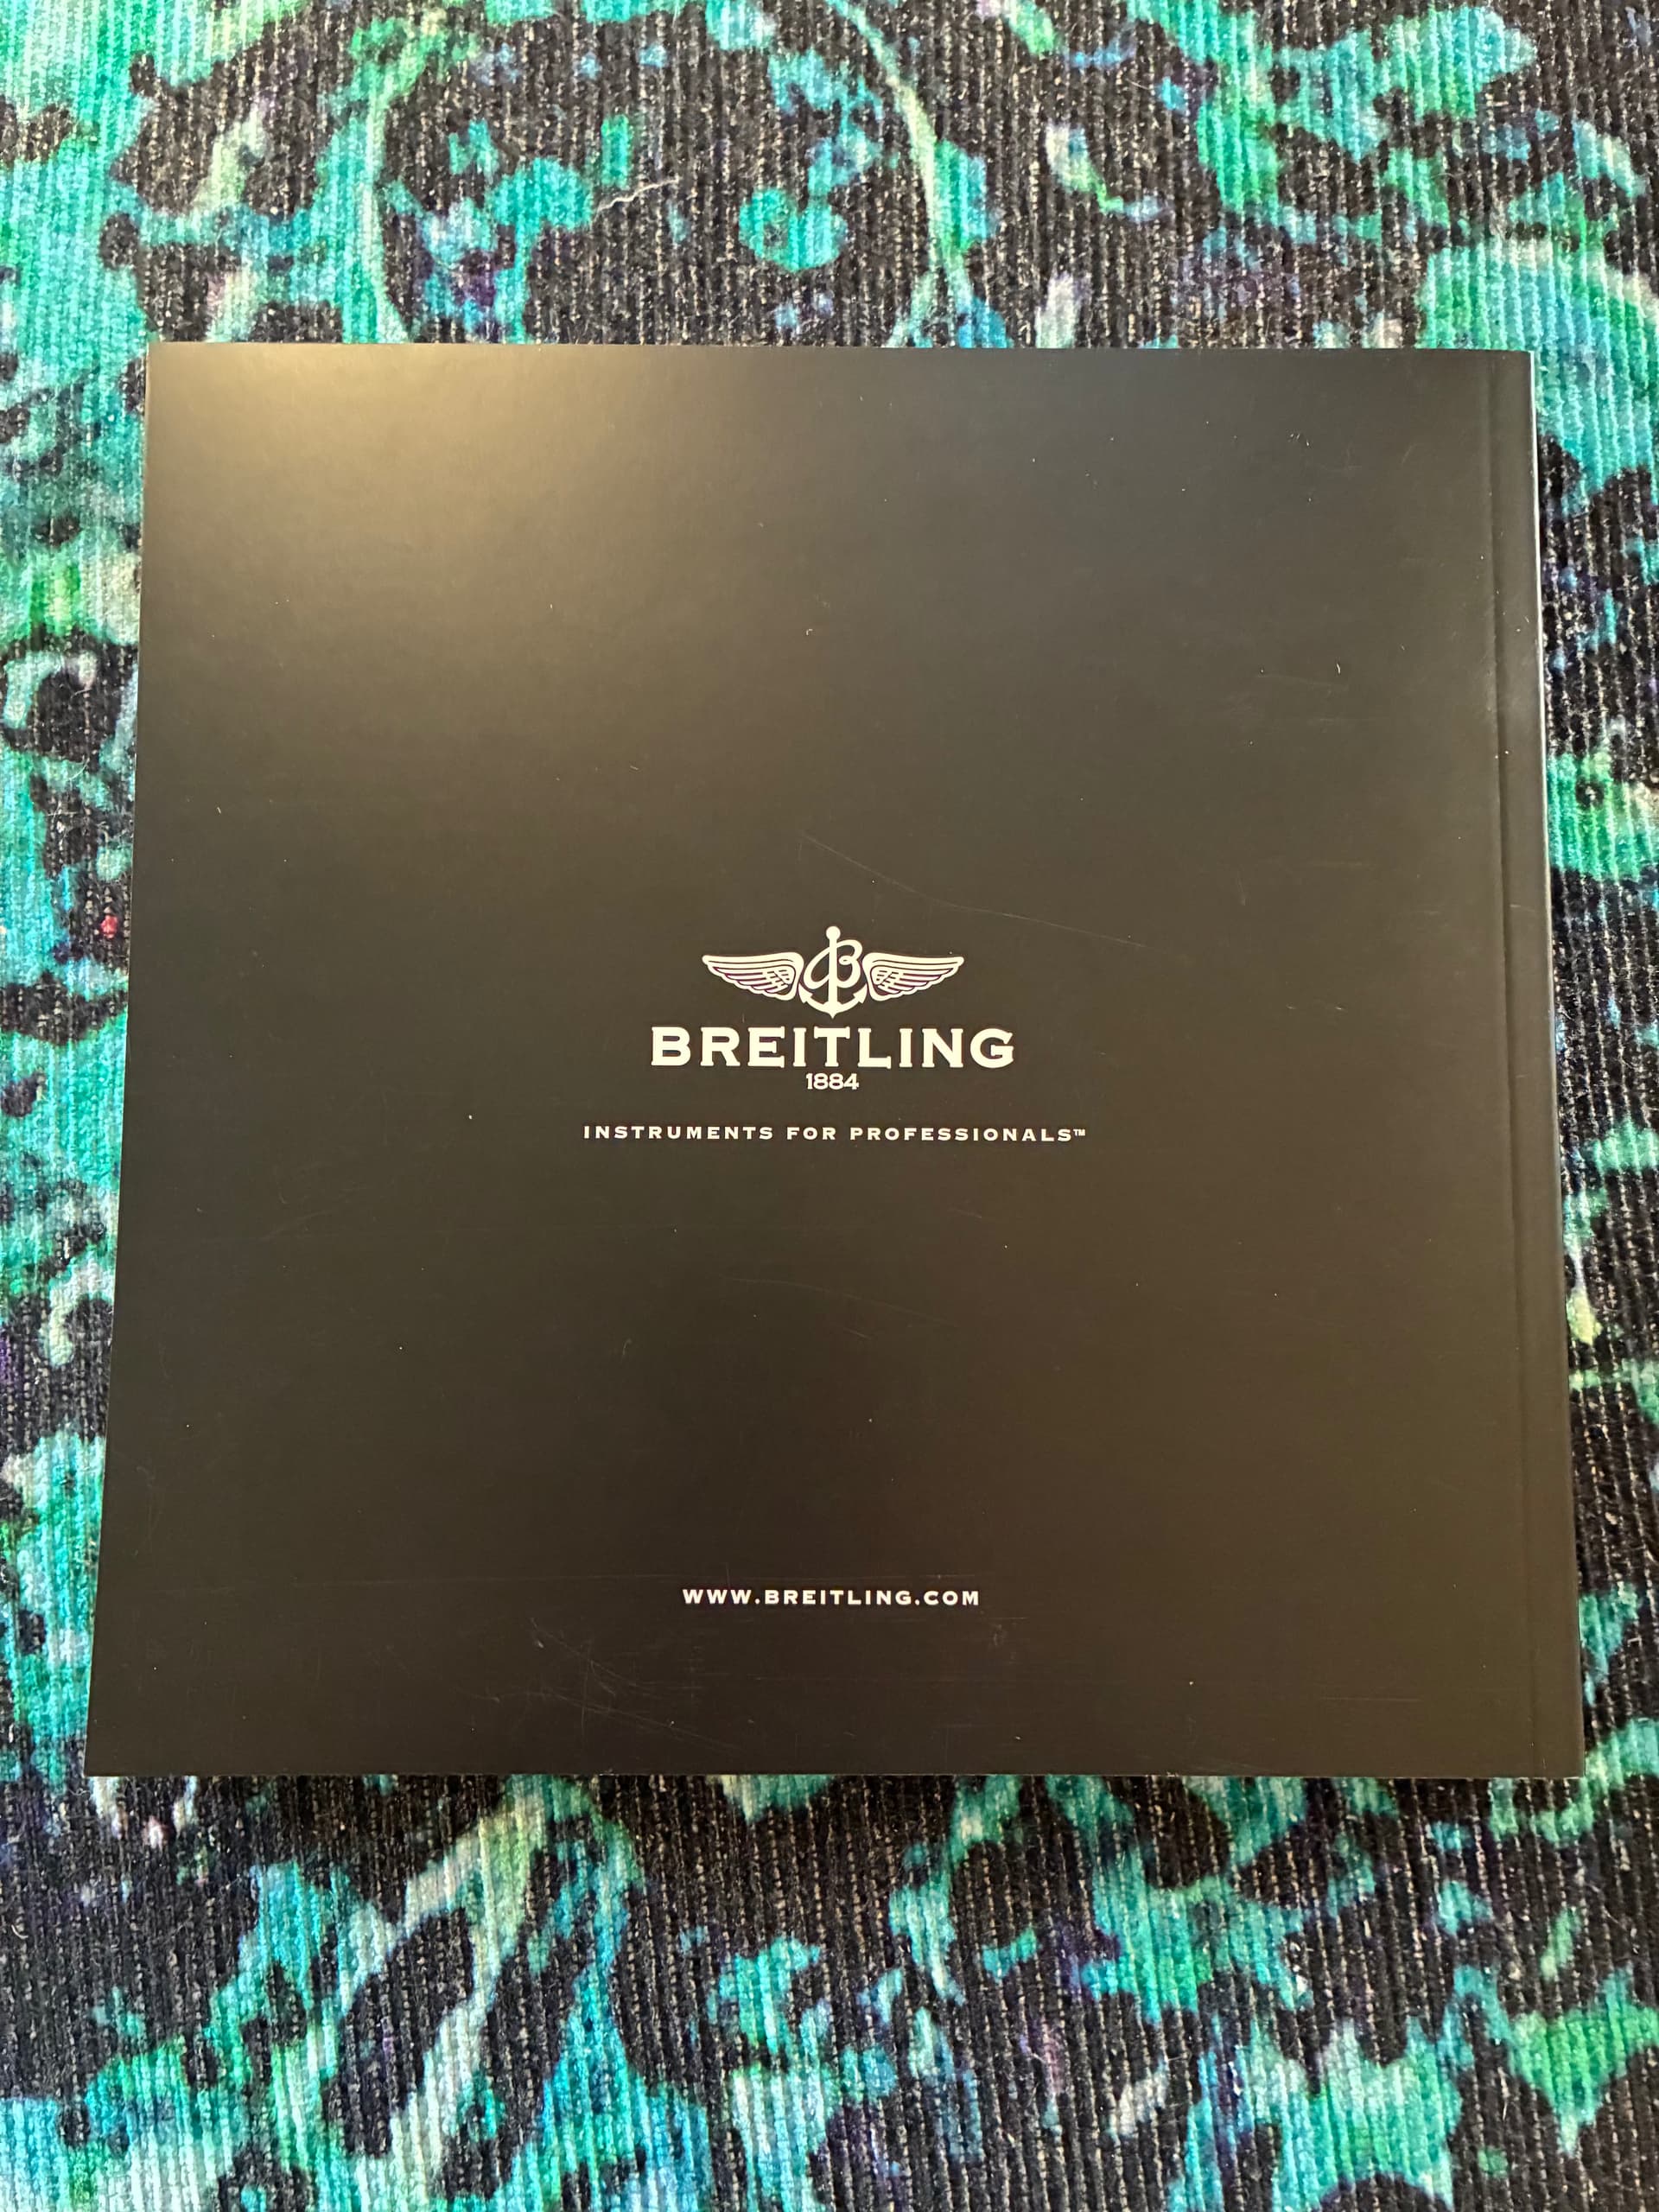 BREITLING
1884
INSTRUMENTS FOR PROFESSIONALS™
WWW.BREITLING.COM